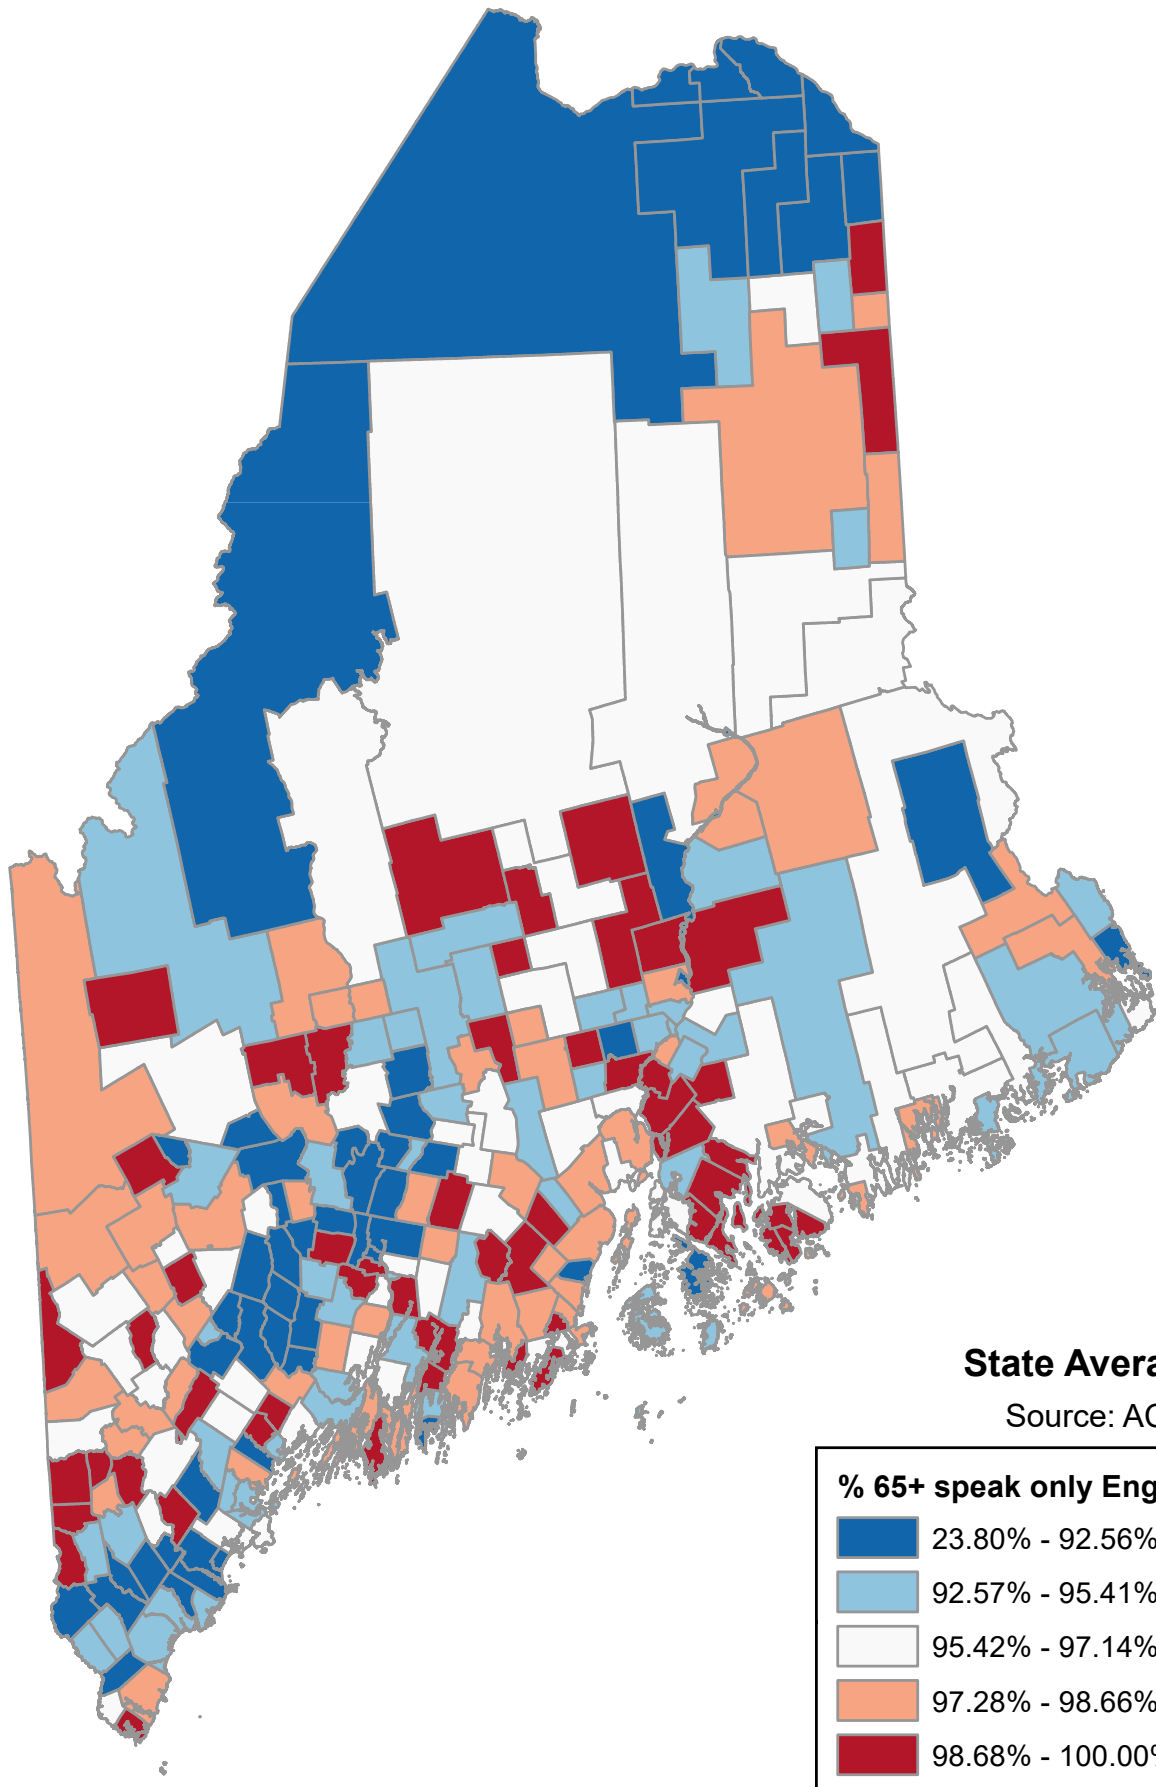 State Avera
Source: AC
% 65+ speak only Eng
23.80% - 92.56%
92.57% - 95.41%
95.42% - 97.14%
97.28% - 98.66%
98.68% - 100.00%